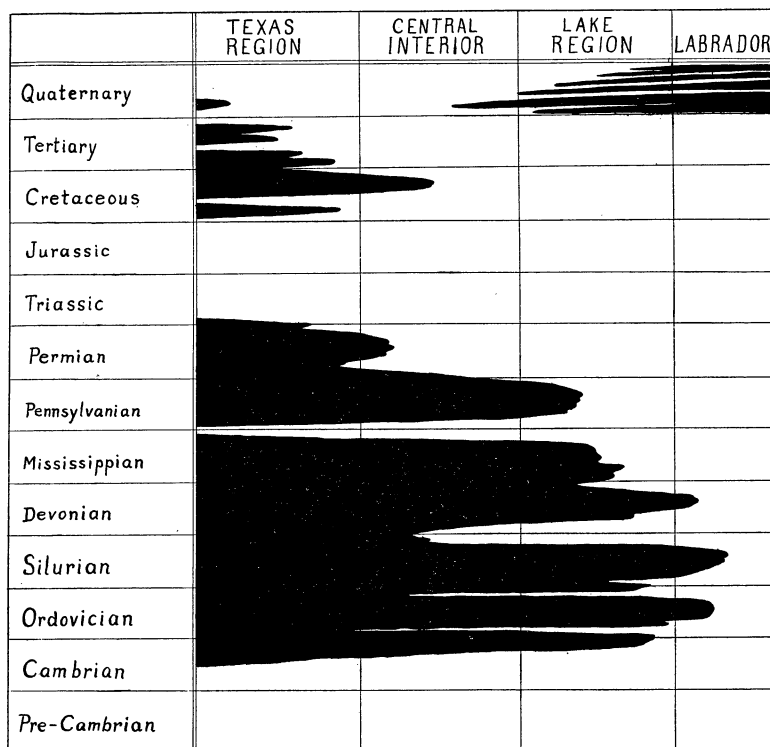 TEXAS REGION
CENTRAL INTERIOR
LAKE REGION
LABRADOR
Quaternary
Tertiary
Cretaceous
Jurassic
Triassic
Permian
Pennsylvanian
Mississippian
Devonian
Silurian
Ordovician
Cambrian
Pre-Cambrian